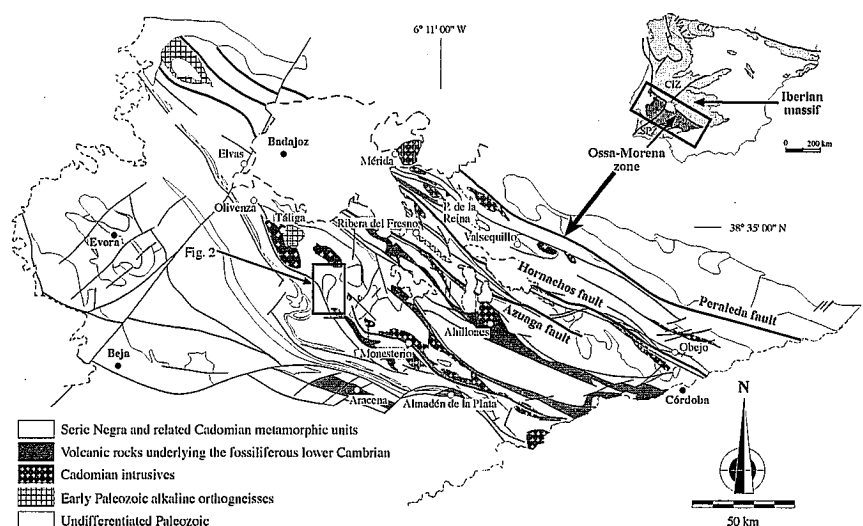 6° 11' 00'' W
CZ
CIZ
SPZ
Iberian
massif
0 200 km
Ossa-Morena
zone
Elvas
Badajoz
Mérida
Olivenza
Táliga
Ribera del Fresno
P. de la
Reina
Valsequillo
38° 35' 00'' N
Evora
Fig. 2
Hornachos fault
Peraleda fault
Azuaga fault
Ahillones
Beja
Monesterio
Obejo
Aracena
Almadén de la Plata
Córdoba
N
Serie Negra and related Cadomian metamorphic units
Volcanic rocks underlying the fossiliferous lower Cambrian
Cadomian intrusives
Early Paleozoic alkaline orthogneisses
Undifferentiated Paleozoic
50 km